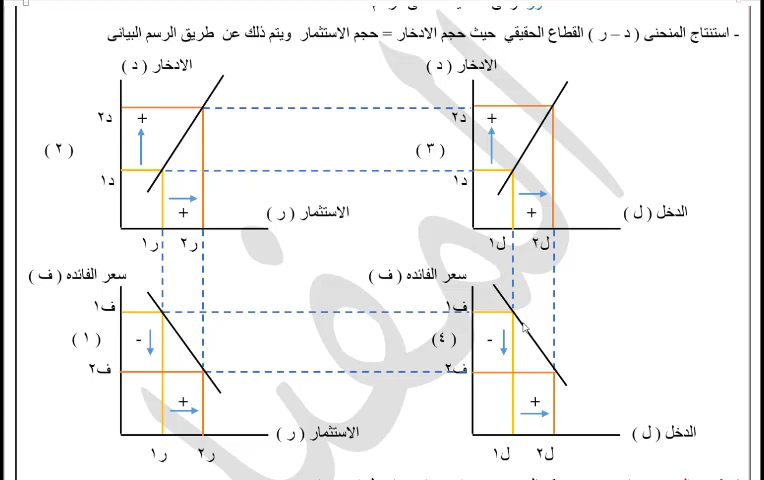 - استنتاج المنحنى ( د – ر ) القطاع الحقيقي حيث حجم الادخار = حجم الاستثمار ويتم ذلك عن طريق الرسم البيانى
الادخار ( د )
الادخار ( د )
د٢
+
د٢
+
( ٣ )
( ٢ )
د١
د١
+
الدخل ( ل )
+
الاستثمار ( ر )
ل١
ل٢
ر١
ر٢
سعر الفائده ( ف )
سعر الفائده ( ف )
ف١
ف١
-
( ٤)
-
( ١ )
ف٢
ف٢
+
+
الدخل ( ل )
الاستثمار ( ر )
ل١
ل٢
ر١
ر٢